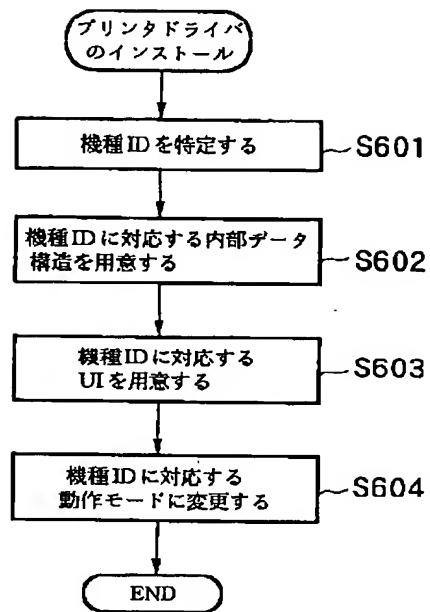 プリンタドライバ
のインストール
機種IDを特定する
S601
機種IDに対応する内部データ
構造を用意する
S602
機種IDに対応する
UIを用意する
S603
機種IDに対応する
動作モードに変更する
S604
END